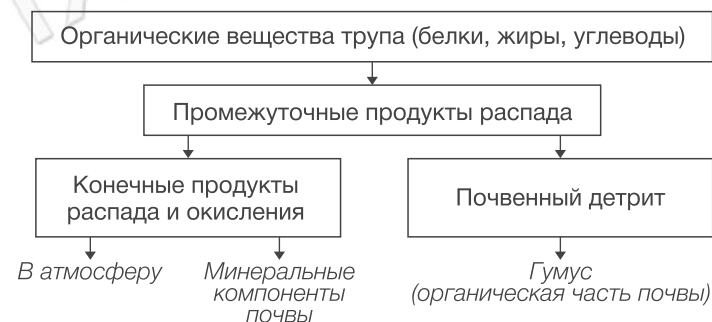 Органические вещества трупа (белки, жиры, углеводы)
Промежуточные продукты распада
Конечные продукты
распада и окисления
Почвенный детрит
В атмосферу
Минеральные
компоненты
почвы
Гумус
(органическая часть почвы)